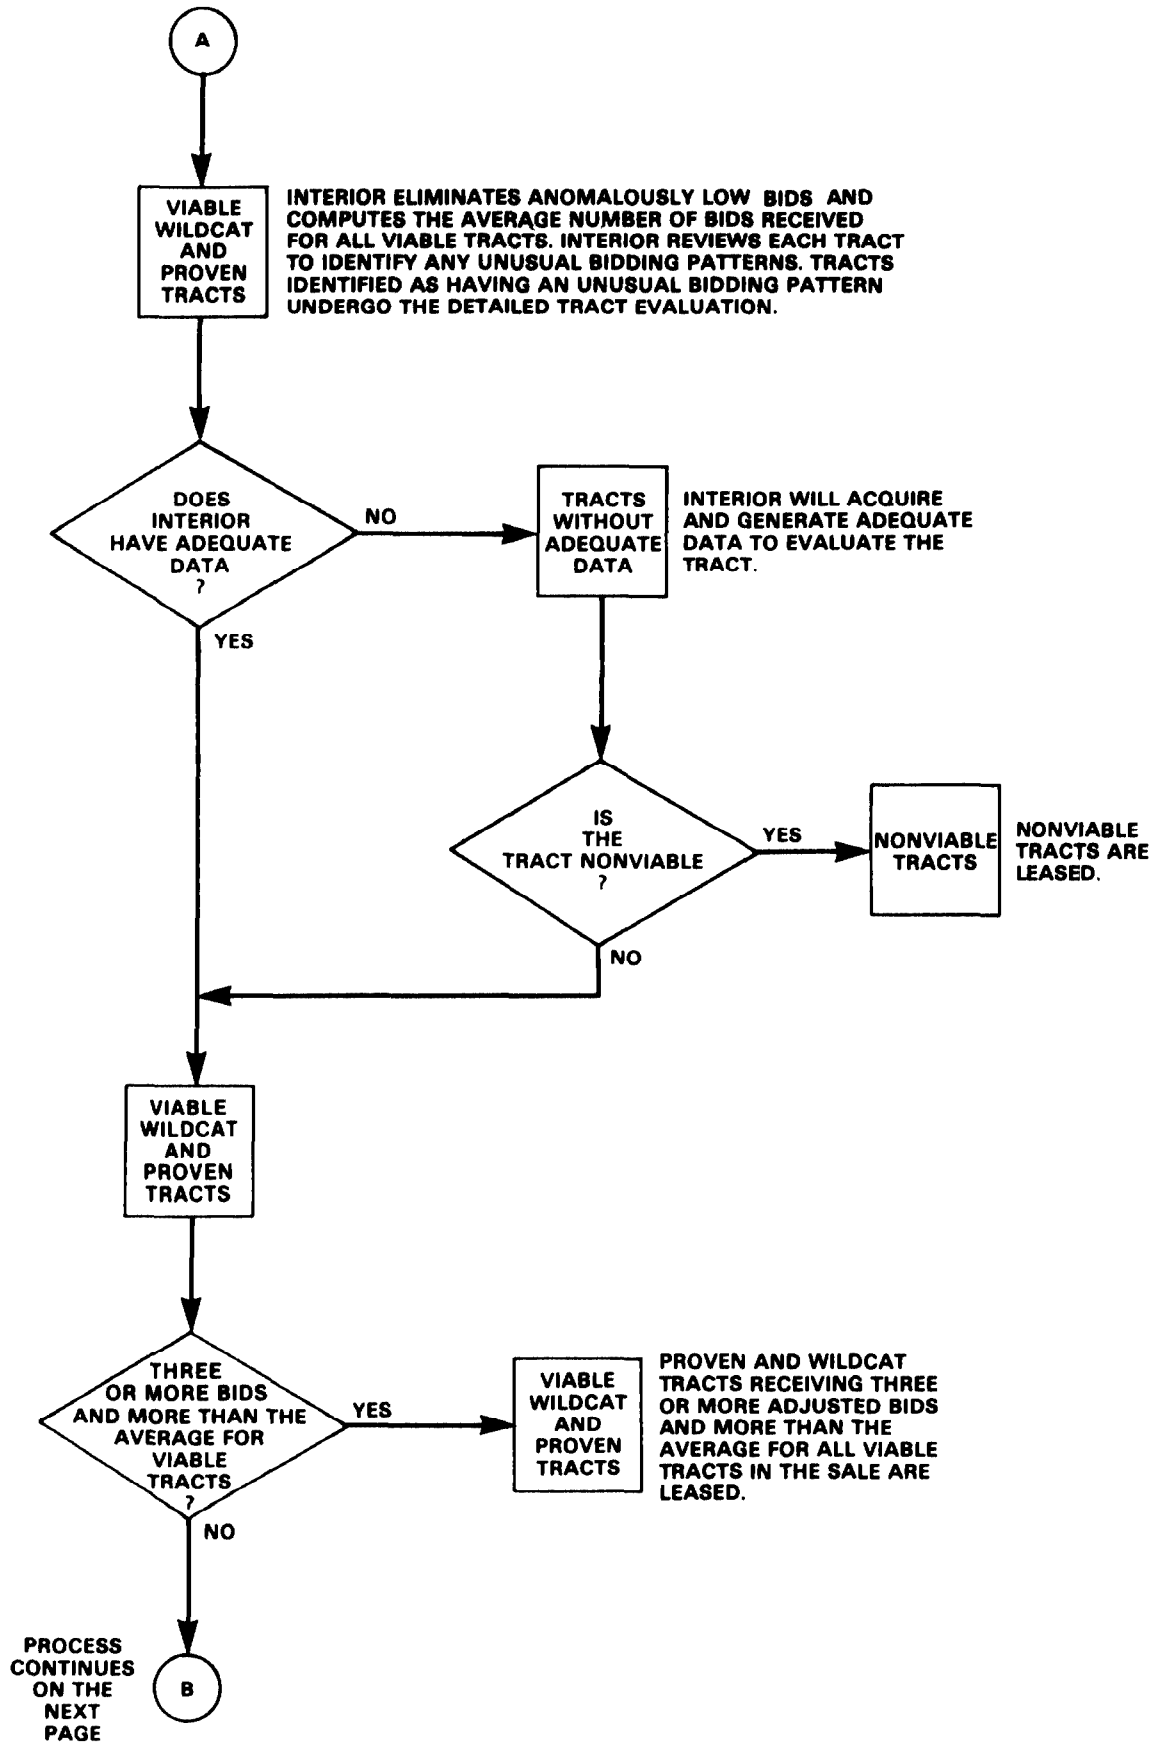 A
VIABLE
WILDCAT
AND
PROVEN
TRACTS
INTERIOR ELIMINATES ANOMALOUSLY LOW BIDS AND
COMPUTES THE AVERAGE NUMBER OF BIDS RECEIVED
FOR ALL VIABLE TRACTS. INTERIOR REVIEWS EACH TRACT
TO IDENTIFY ANY UNUSUAL BIDDING PATTERNS. TRACTS
IDENTIFIED AS HAVING AN UNUSUAL BIDDING PATTERN
UNDERGO THE DETAILED TRACT EVALUATION.
DOES
INTERIOR
HAVE ADEQUATE
DATA
?
NO
TRACTS
WITHOUT
ADEQUATE
DATA
INTERIOR WILL ACQUIRE
AND GENERATE ADEQUATE
DATA TO EVALUATE THE
TRACT.
YES
IS
THE
TRACT NONVIABLE
?
YES
NONVIABLE
TRACTS
NONVIABLE
TRACTS ARE
LEASED.
NO
VIABLE
WILDCAT
AND
PROVEN
TRACTS
THREE
OR MORE BIDS
AND MORE THAN THE
AVERAGE FOR
VIABLE
TRACTS
?
YES
VIABLE
WILDCAT
AND
PROVEN
TRACTS
PROVEN AND WILDCAT
TRACTS RECEIVING THREE
OR MORE ADJUSTED BIDS
AND MORE THAN THE
AVERAGE FOR ALL VIABLE
TRACTS IN THE SALE ARE
LEASED.
NO
PROCESS
CONTINUES
ON THE
NEXT
PAGE
B